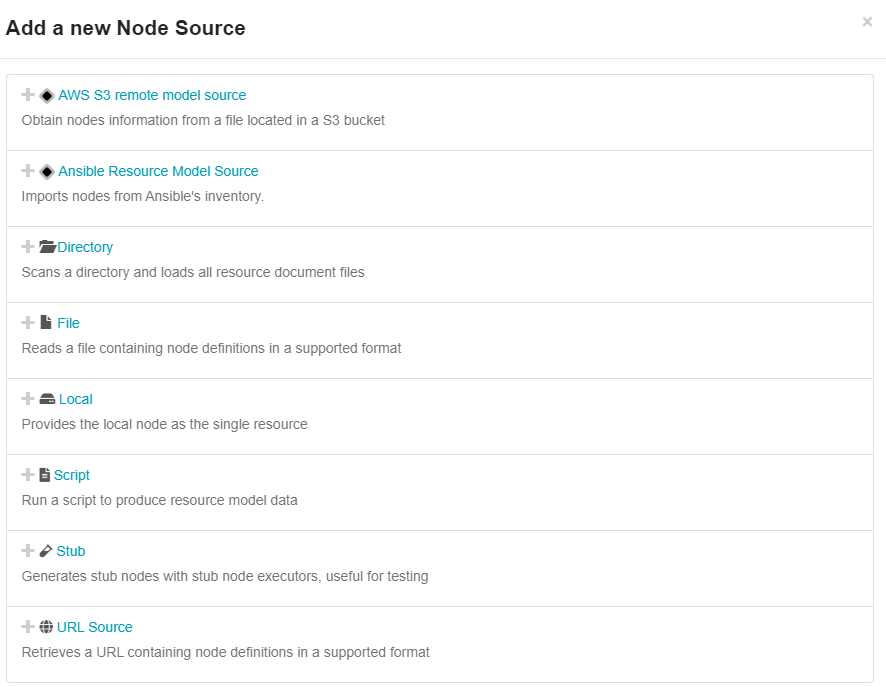 Add a new Node Source
×
AWS S3 remote model source
Obtain nodes information from a file located in a S3 bucket
Ansible Resource Model Source
Imports nodes from Ansible's inventory.
Directory
Scans a directory and loads all resource document files
File
Reads a file containing node definitions in a supported format
Local
Provides the local node as the single resource
Script
Run a script to produce resource model data
Stub
Generates stub nodes with stub node executors, useful for testing
URL Source
Retrieves a URL containing node definitions in a supported format